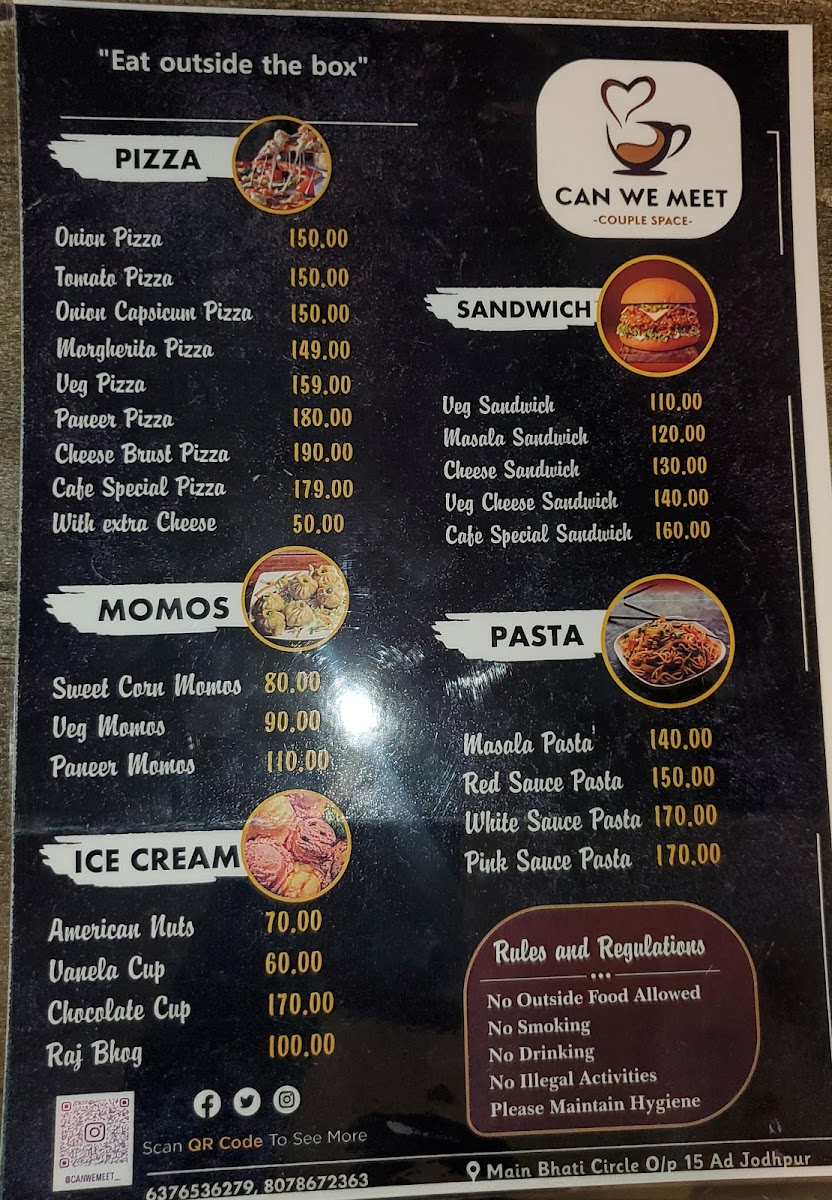 "Eat outside the box"
CAN WE MEET
-COUPLE SPACE-
PIZZA
Onion Pizza 150.00
Tomato Pizza 150.00
Onion Capsicum Pizza 150.00
Margherita Pizza 149.00
Veg Pizza 159.00
Paneer Pizza 180.00
Cheese Brust Pizza 190.00
Cafe Special Pizza 179.00
With extra Cheese 50.00
MOMOS
Sweet Corn Momos 80.00
Veg Momos 90.00
Paneer Momos 110.00
ICE CREAM
American Nuts 70.00
Vanela Cup 60.00
Chocolate Cup 170.00
Raj Bhog 100.00
SANDWICH
Veg Sandwich 110.00
Masala Sandwich 120.00
Cheese Sandwich 130.00
Veg Cheese Sandwich 140.00
Cafe Special Sandwich 160.00
PASTA
Masala Pasta 140.00
Red Sauce Pasta 150.00
White Sauce Pasta 170.00
Pink Sauce Pasta 170.00
Rules and Regulations
No Outside Food Allowed
No Smoking
No Drinking
No Illegal Activities
Please Maintain Hygiene
@CANWEMEET_
Scan QR Code To See More
6376536279, 8078672363
Main Bhati Circle O/p 15 Ad Jodhpur